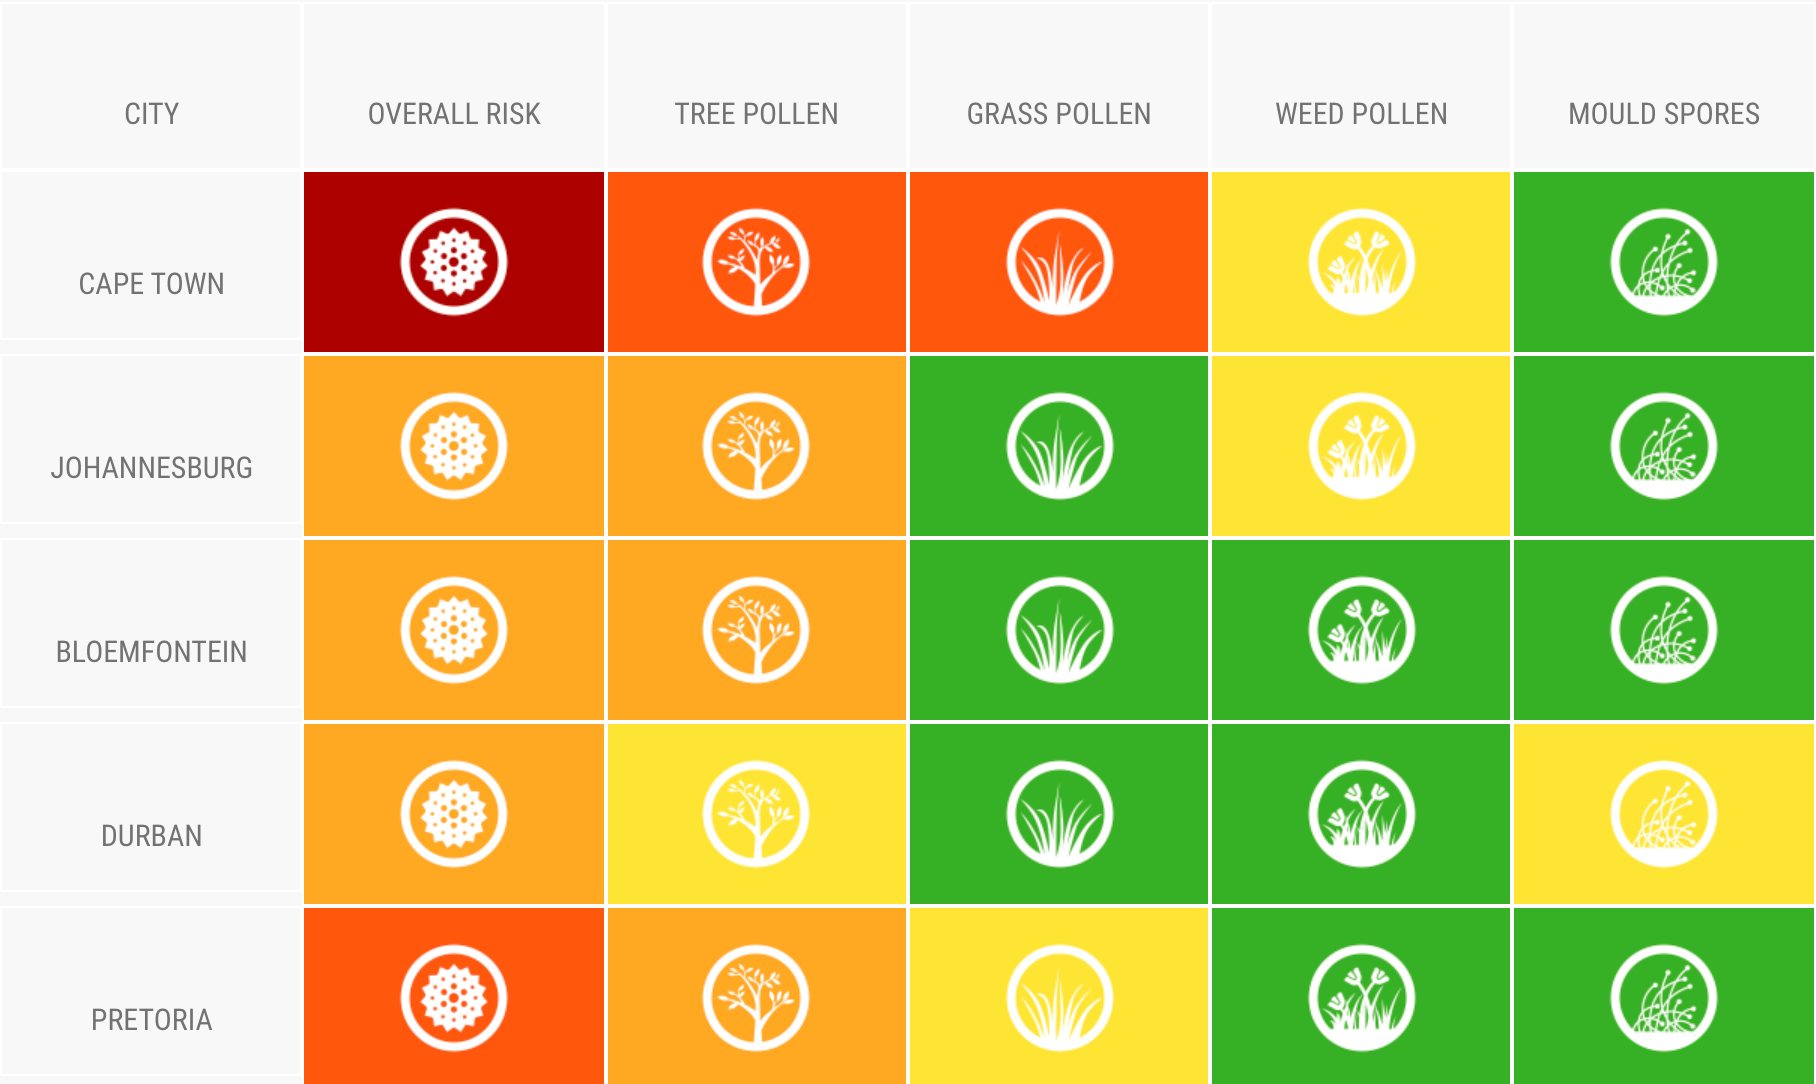 CITY OVERALL RISK TREE POLLEN GRASS POLLEN WEED POLLEN MOULD SPORES
CAPE TOWN
JOHANNESBURG
BLOEMFONTEIN
DURBAN
PRETORIA